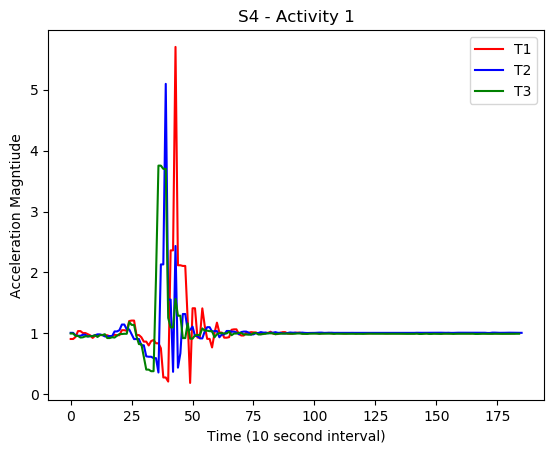 S4 - Activity 1
T1
T2
T3
Acceleration Magntiude
5
4
3
2
1
0
0 25 50 75 100 125 150 175
Time (10 second interval)